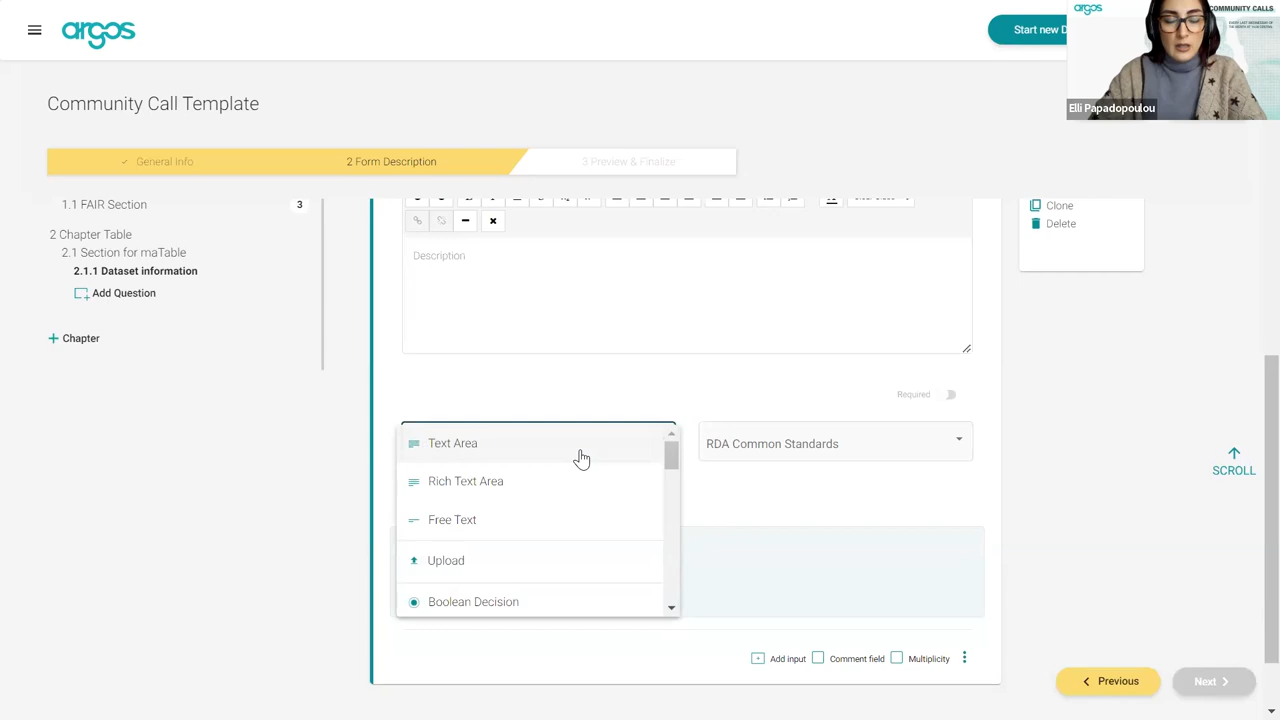 argos
Start new D
argos
COMMUNITY CALLS
Elli Papadopoulou
Community Call Template
General Info
2 Form Description
3 Preview & Finalize
1.1 FAIR Section
3
2 Chapter Table
2.1 Section for maTable
2.1.1 Dataset information
Add Question
Chapter
Clone
Delete
Description
Required
Text Area
Rich Text Area
Free Text
Upload
Boolean Decision
RDA Common Standards
SCROLL
Add input
Comment field
Multiplicity
Previous
Next